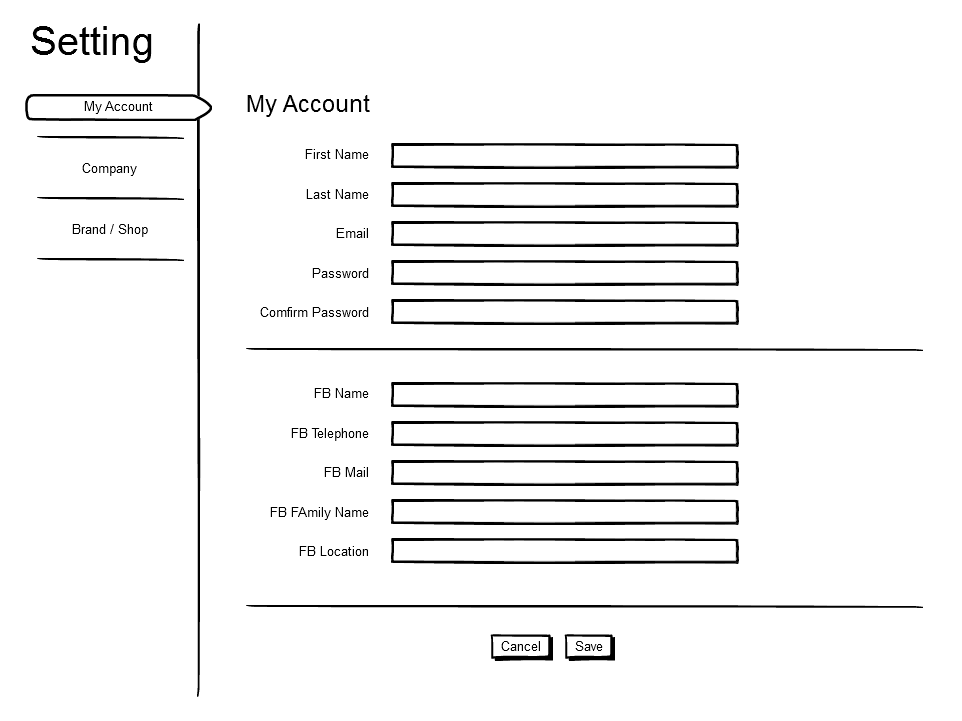 Setting
My Account
Company
Brand / Shop
My Account
First Name
Last Name
Email
Password
Comfirm Password
FB Name
FB Telephone
FB Mail
FB FAmily Name
FB Location
Cancel
Save